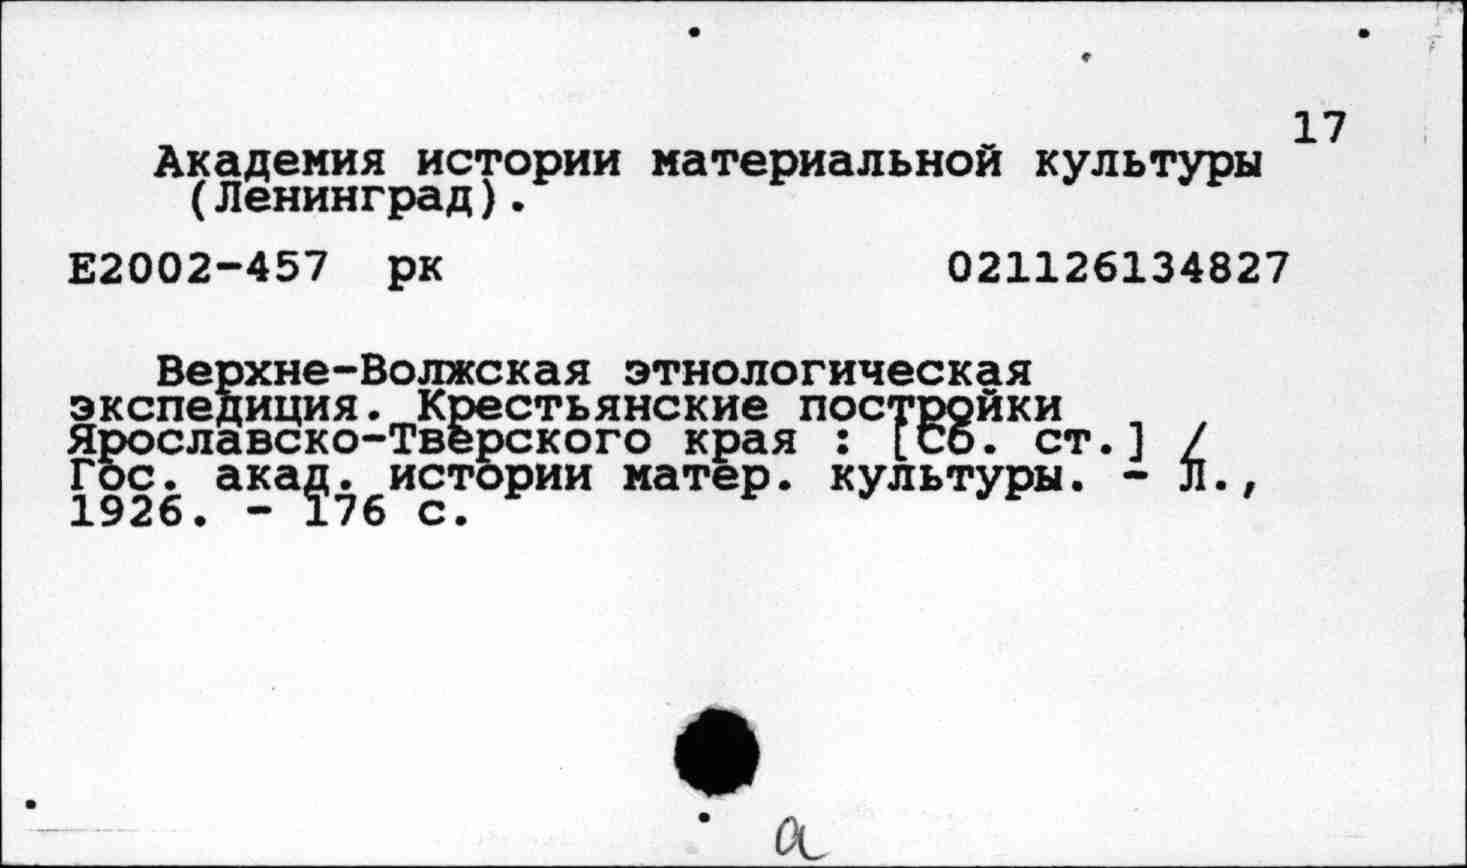 17
Академия истории материальной культуры
(Ленинград).
Е2002-457 рк 021126134827
Верхне-Волжская этнологическая
экспедиция. Крестьянские постройки
Ярославско-Тверского края : [Сб. ст.] /
Гос. акад. истории матер. культуры. - Л.,
1926. - 176 с.
а